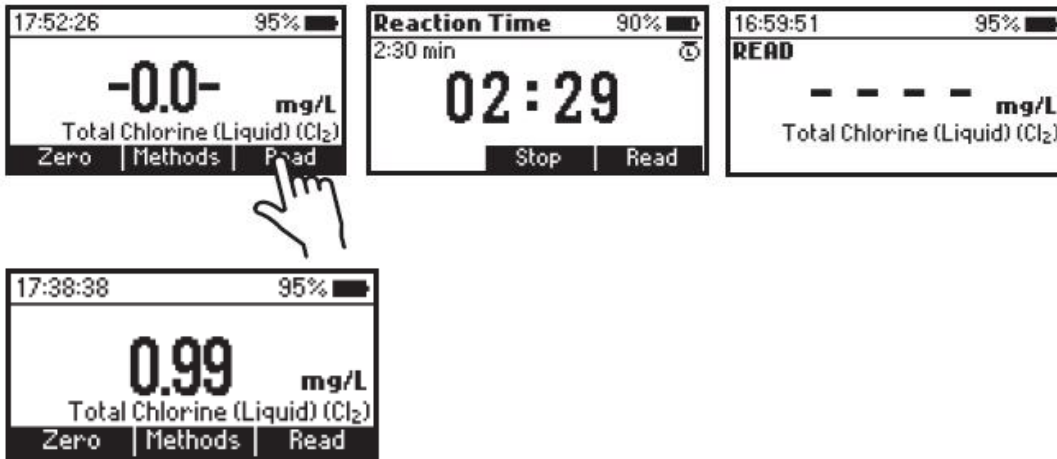 17:52:26 95%
-0.0- mg/L
Total Chlorine (Liquid) (Cl₂)
Zero Methods Read
Reaction Time 90%
2:30 min
02:29
Stop Read
16:59:51 95%
READ
- - - - mg/L
Total Chlorine (Liquid) (Cl₂)
17:38:38 95%
0.99 mg/L
Total Chlorine (Liquid) (Cl₂)
Zero Methods Read